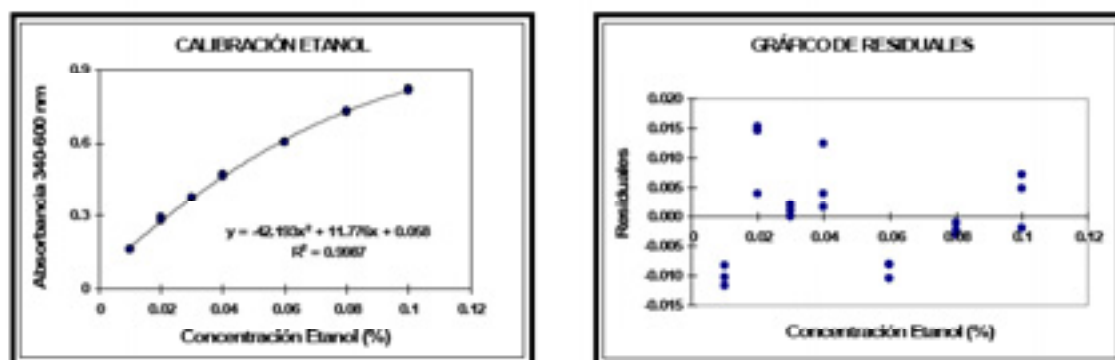 CALIBRACIÓN ETANOL
Absorbancia 340-600 nm
0.9
0.6
0.3
0
y = -42.193x² + 11.776x + 0.058
R² = 0.9987
0 0.02 0.04 0.06 0.08 0.1 0.12
Concentración Etanol (%)
GRÁFICO DE RESIDUALES
Residuales
0.020
0.015
0.010
0.005
0.000
-0.005
-0.010
-0.015
0 0.02 0.04 0.06 0.08 0.1 0.12
Concentración Etanol (%)